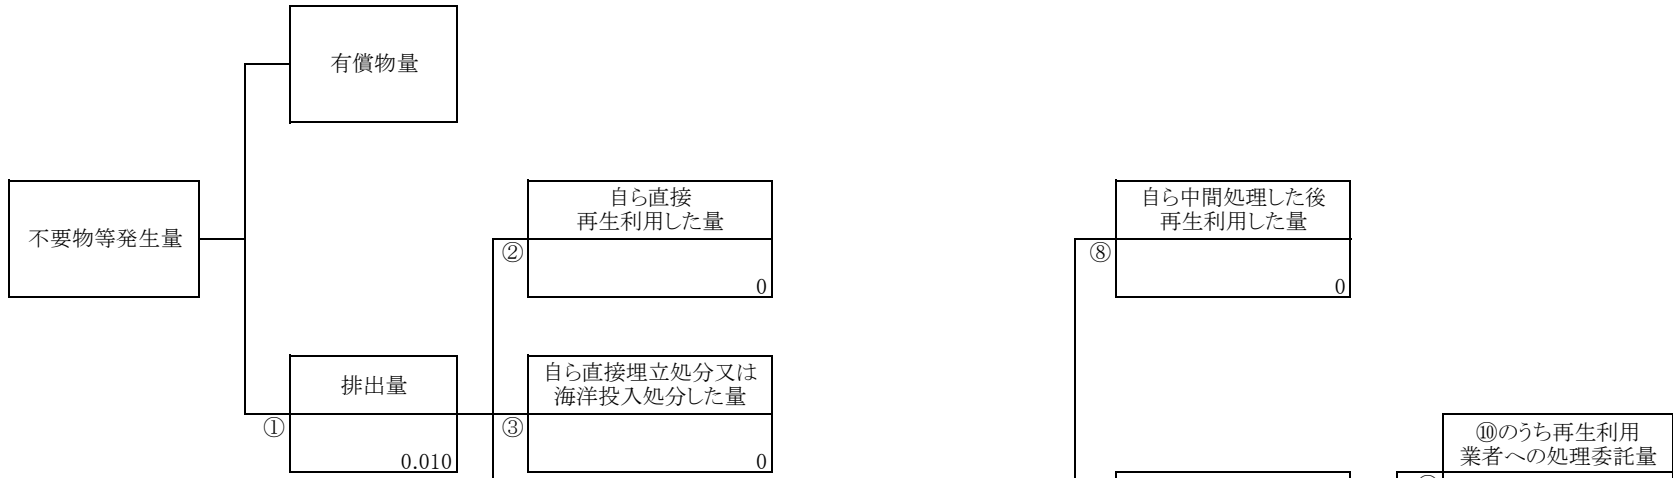 有償物量
不要物等発生量
自ら直接
再生利用した量
②
0
自ら中間処理した後
再生利用した量
⑧
0
排出量
①
0.010
自ら直接埋立処分又は
海洋投入処分した量
③
0
⑩のうち再生利用
業者への処理委託量